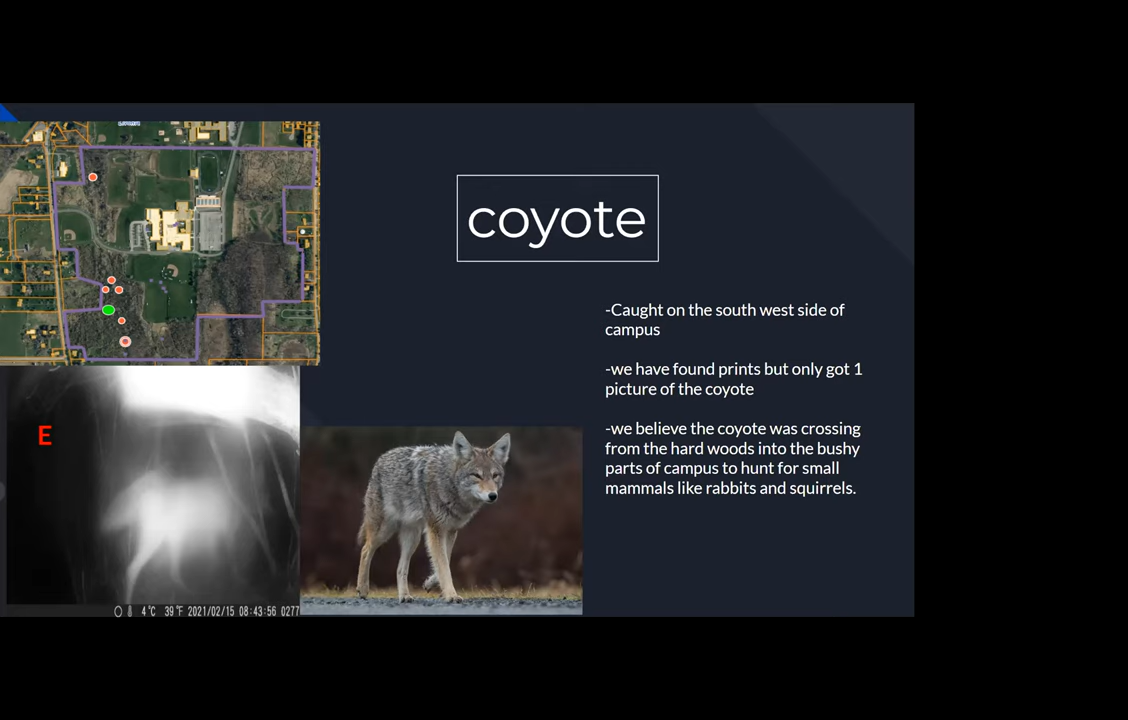 coyote
-Caught on the south west side of
campus
-we have found prints but only got 1
picture of the coyote
-we believe the coyote was crossing
from the hard woods into the bushy
parts of campus to hunt for small
mammals like rabbits and squirrels.
E
4°C 39°F 2021/02/15 08:43:56 0277